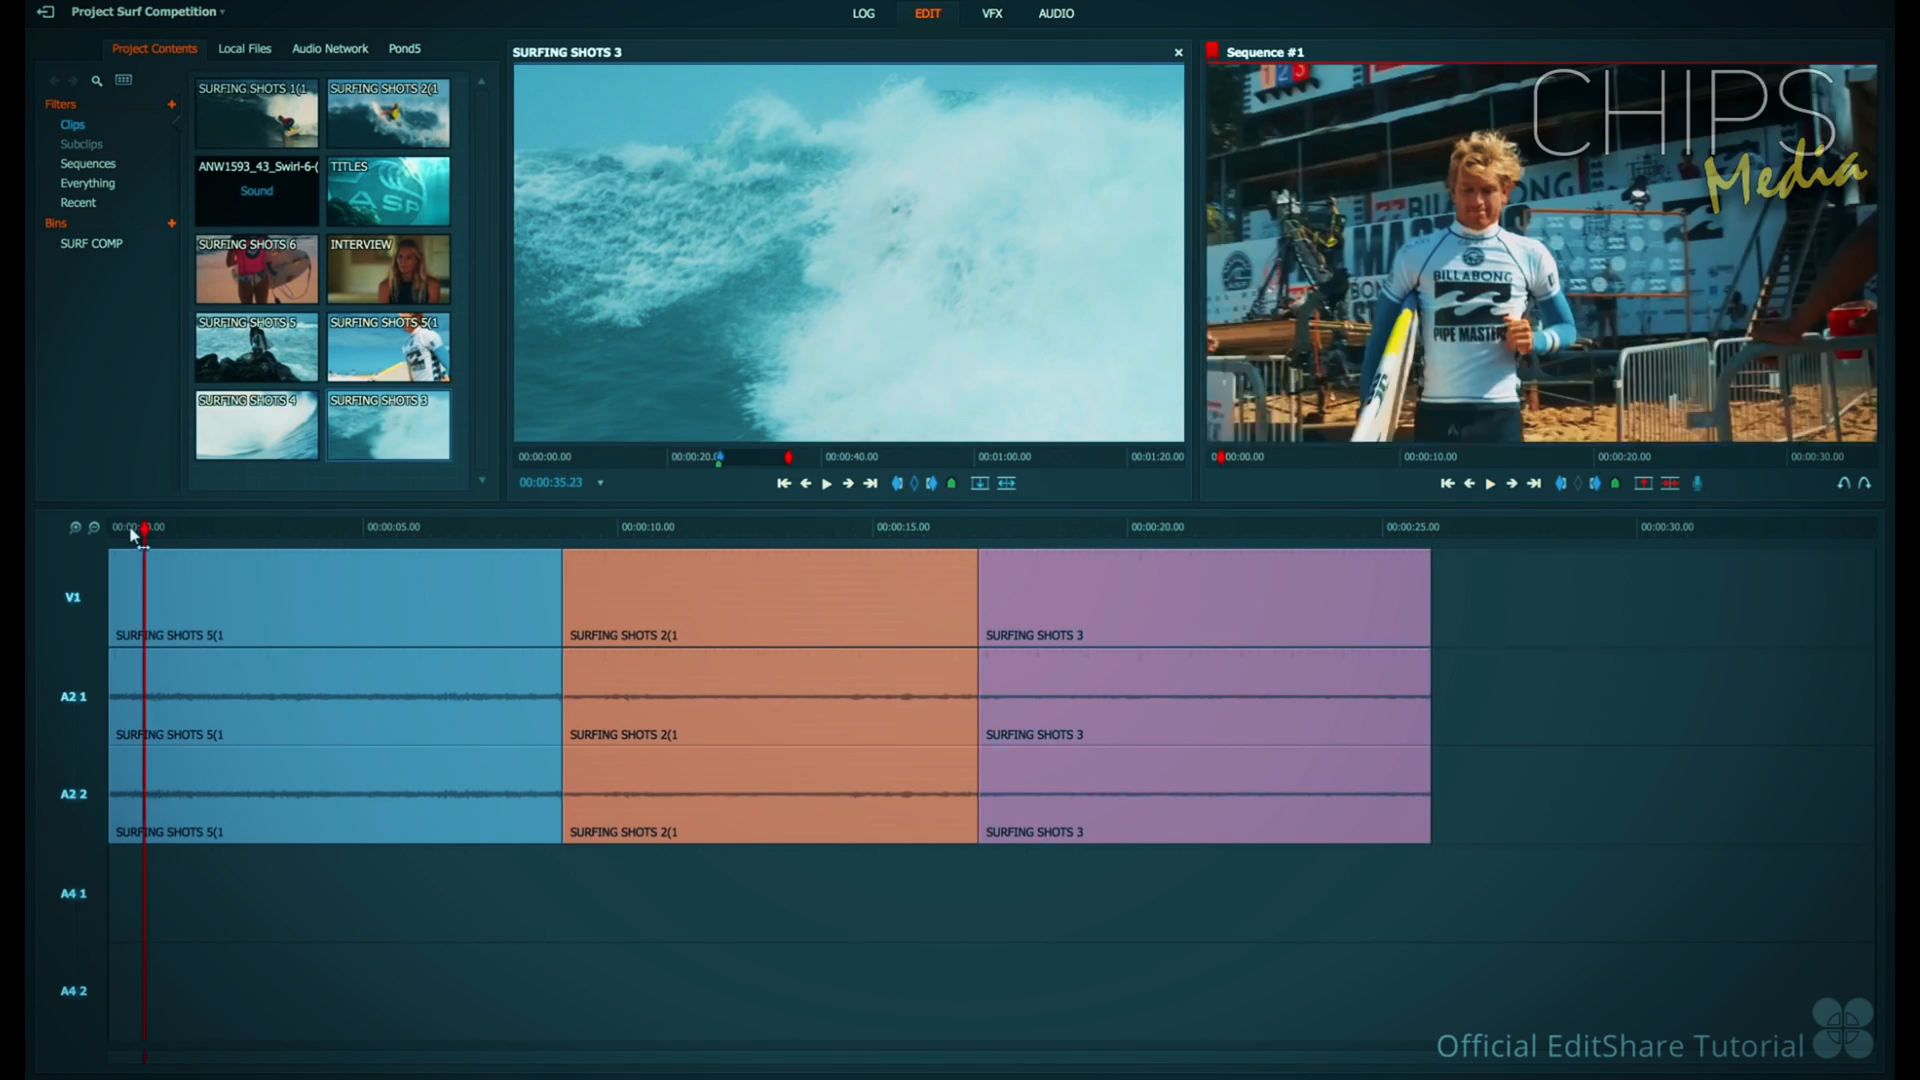 Project Surf Competition
LOG EDIT VFX AUDIO
Project Contents Local Files Audio Network Pond5
Filters
Clips
Subclips
Sequences
Everything
Recent
Bins
SURF COMP
SURFING SHOTS 1(1 SURFING SHOTS 2(1
ANW1593_43_Swirl-6-( TITLES
Sound
ASP
SURFING SHOTS 6 INTERVIEW
SURFING SHOTS 5 SURFING SHOTS 5(1
SURFING SHOTS 4 SURFING SHOTS 3
SURFING SHOTS 3
00:00:00.00 00:00:20.0 00:00:40.00 00:01:00.00 00:01:20.00
00:00:35.23
Sequence #1
123
CHIPS
Media
BILLABONG
BILLABONG
PIPE MASTERS
00:00.00 00:00:10.00 00:00:20.00 00:00:30.00
00:00:00.00 00:00:05.00 00:00:10.00 00:00:15.00 00:00:20.00 00:00:25.00 00:00:30.00
V1
SURFING SHOTS 5(1 SURFING SHOTS 2(1 SURFING SHOTS 3
A2 1
SURFING SHOTS 5(1 SURFING SHOTS 2(1 SURFING SHOTS 3
A2 2
SURFING SHOTS 5(1 SURFING SHOTS 2(1 SURFING SHOTS 3
A4 1
A4 2
Official EditShare Tutorial